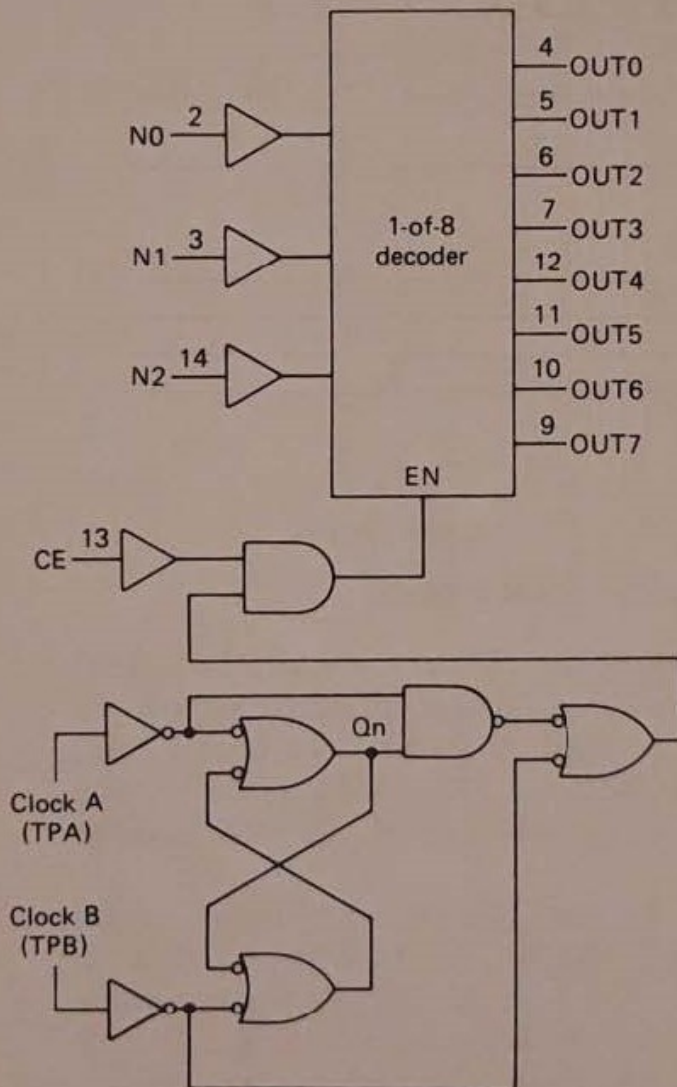 4 OUT0
5 OUT1
2
N0
6 OUT2
7 OUT3
1-of-8
decoder
3
N1
12 OUT4
11 OUT5
14
N2
10 OUT6
9 OUT7
EN
13
CE
Qn
Clock A
(TPA)
Clock B
(TPB)